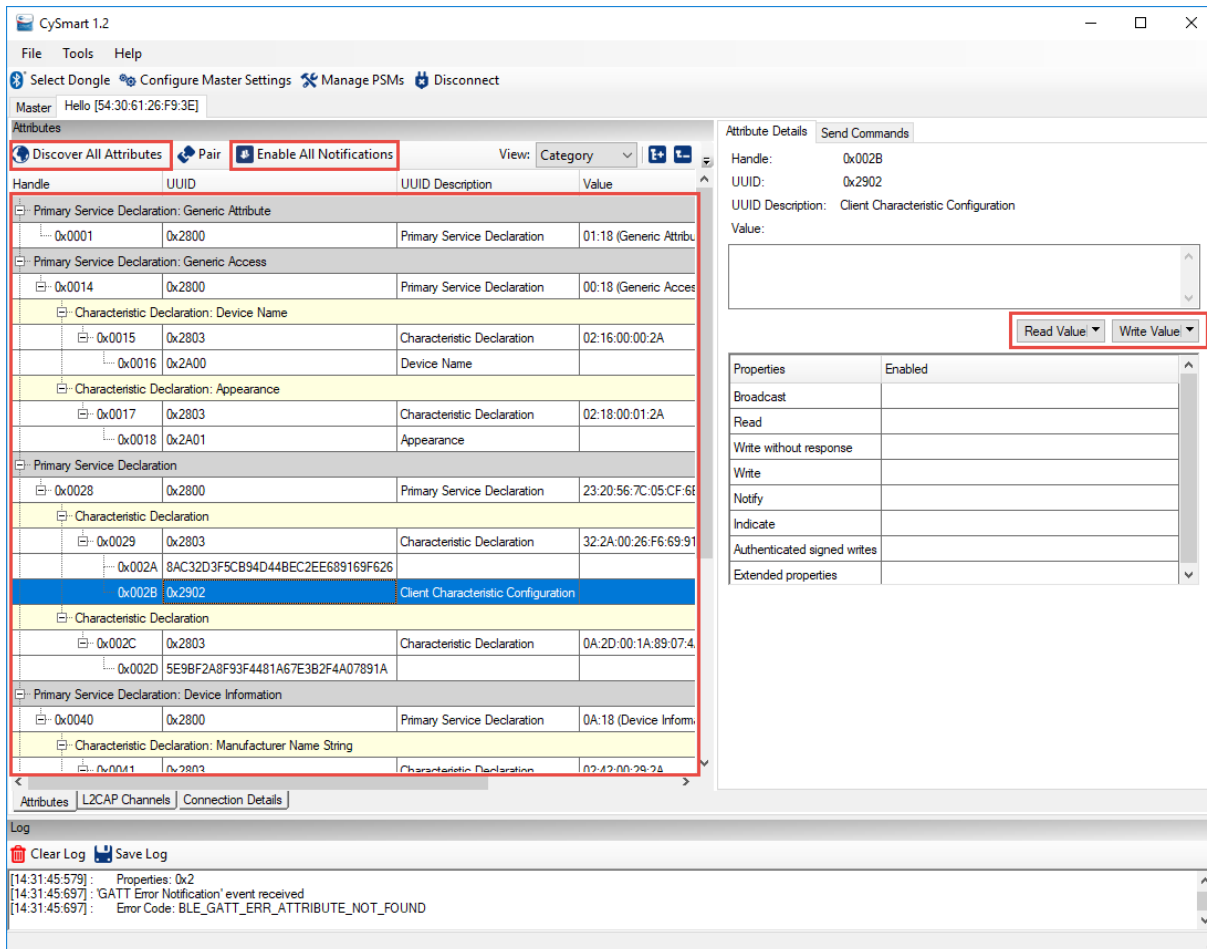 CySmart 1.2
File Tools Help
Select Dongle Configure Master Settings Manage PSMs Disconnect
Master Hello [54:30:61:26:F9:3E]
Attributes
Discover All Attributes Pair Enable All Notifications View: Category
Handle UUID UUID Description Value
Primary Service Declaration: Generic Attribute
0x0001 0x2800 Primary Service Declaration 01:18 (Generic Attribu
Primary Service Declaration: Generic Access
0x0014 0x2800 Primary Service Declaration 00:18 (Generic Acces
Characteristic Declaration: Device Name
0x0015 0x2803 Characteristic Declaration 02:16:00:00:2A
0x0016 0x2A00 Device Name
Characteristic Declaration: Appearance
0x0017 0x2803 Characteristic Declaration 02:18:00:01:2A
0x0018 0x2A01 Appearance
Primary Service Declaration
0x0028 0x2800 Primary Service Declaration 23:20:56:7C:05:CF:6E
Characteristic Declaration
0x0029 0x2803 Characteristic Declaration 32:2A:00:26:F6:69:91
0x002A 8AC32D3F5CB94D44BEC2EE689169F626
0x002B 0x2902 Client Characteristic Configuration
Characteristic Declaration
0x002C 0x2803 Characteristic Declaration 0A:2D:00:1A:89:07:4
0x002D 5E9BF2A8F93F4481A67E3B2F4A07891A
Primary Service Declaration: Device Information
0x0040 0x2800 Primary Service Declaration 0A:18 (Device Inform
Characteristic Declaration: Manufacturer Name String
0x0041 0x2803 Characteristic Declaration 02:42:00:29:2A
Attributes L2CAP Channels Connection Details
Attribute Details Send Commands
Handle: 0x002B
UUID: 0x2902
UUID Description: Client Characteristic Configuration
Value:
Read Value Write Value
Properties Enabled
Broadcast
Read
Write without response
Write
Notify
Indicate
Authenticated signed writes
Extended properties
Log
Clear Log Save Log
[14:31:45:579] : Properties: 0x2
[14:31:45:697] : 'GATT Error Notification' event received
[14:31:45:697] : Error Code: BLE_GATT_ERR_ATTRIBUTE_NOT_FOUND